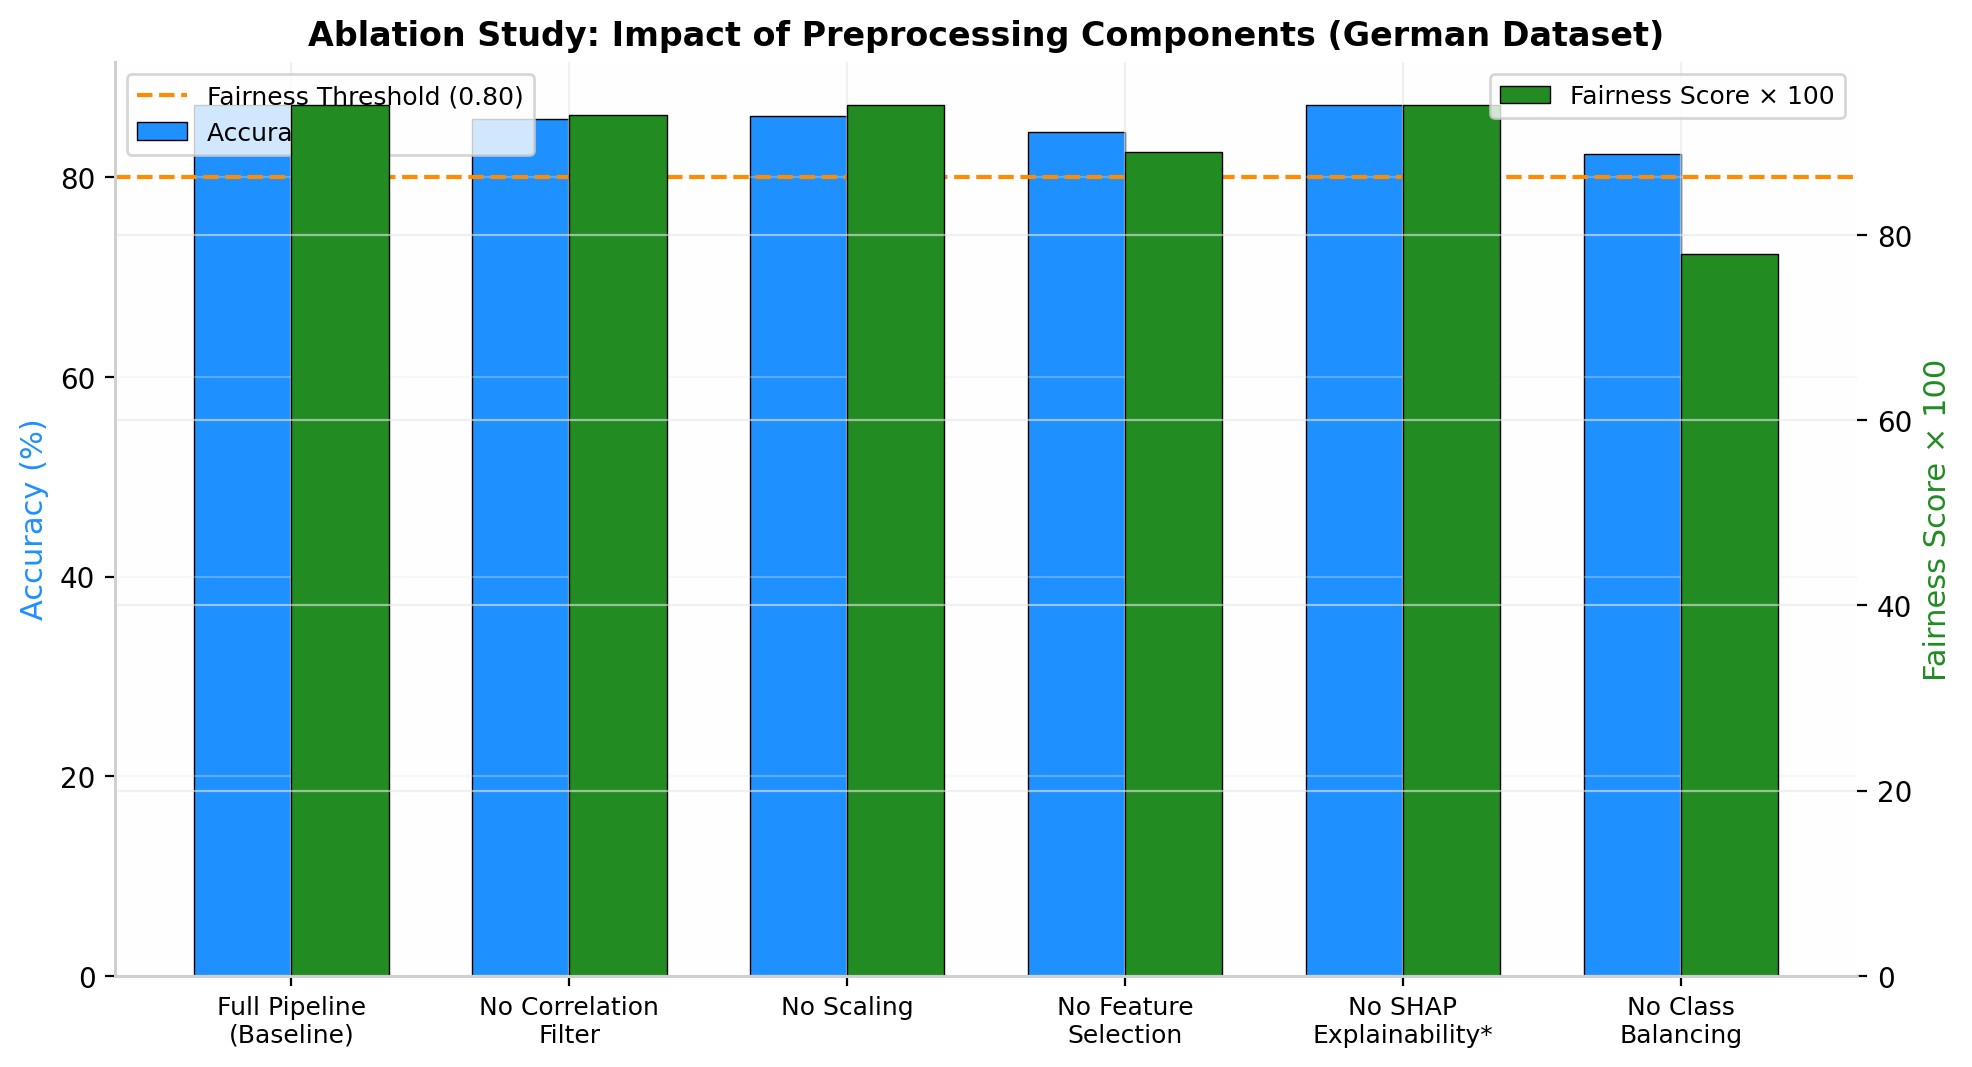 Ablation Study: Impact of Preprocessing Components (German Dataset)
Fairness Threshold (0.80)
Accura
Fairness Score × 100
80
60
40
20
0
Accuracy (%)
80
60
40
20
0
Fairness Score × 100
Full Pipeline
(Baseline)
No Correlation
Filter
No Scaling
No Feature
Selection
No SHAP
Explainability*
No Class
Balancing